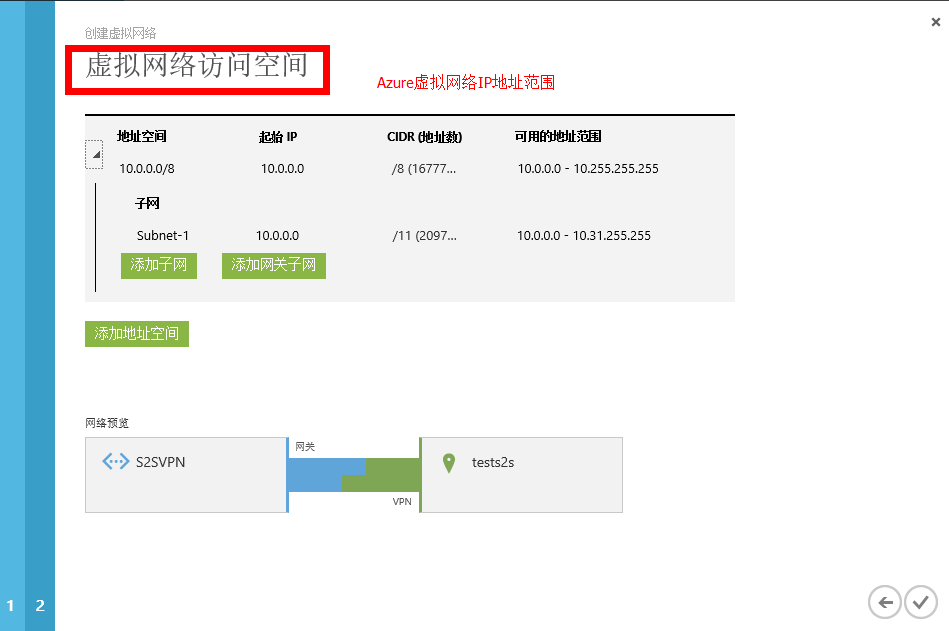 创建虚拟网络
虚拟网络访问空间
Azure虚拟网络IP地址范围
地址空间 起始 IP CIDR (地址数) 可用的地址范围
10.0.0.0/8 10.0.0.0 /8 (16777... 10.0.0.0 - 10.255.255.255
子网
Subnet-1 10.0.0.0 /11 (2097... 10.0.0.0 - 10.31.255.255
添加子网 添加网关子网
添加地址空间
网络预览
网关
S2SVPN tests2s
VPN
1 2